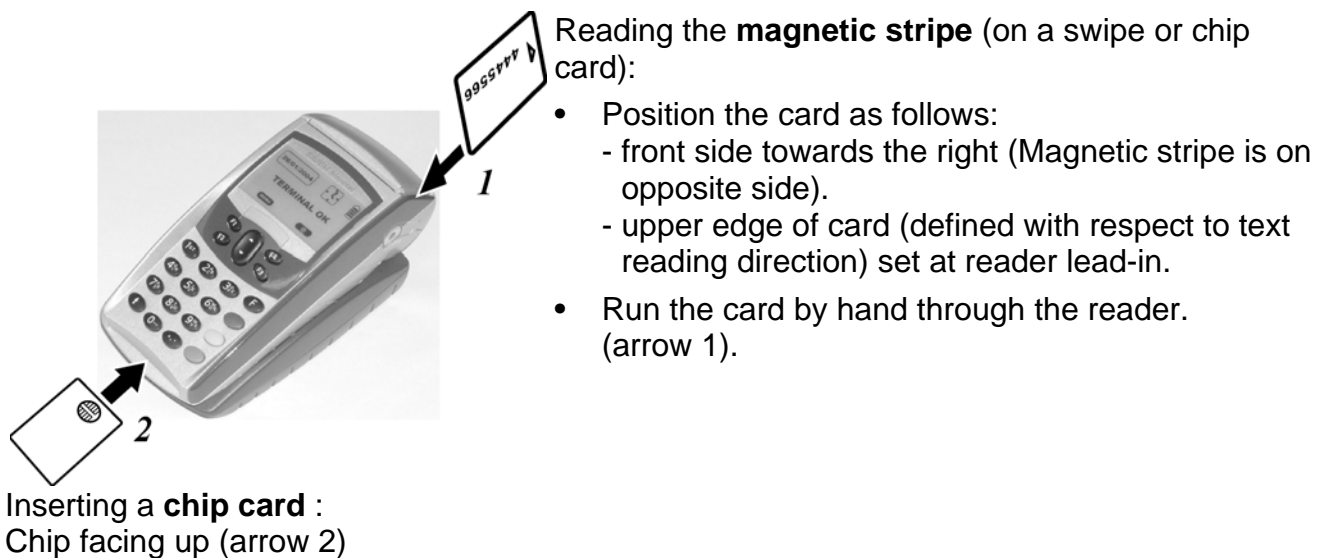 Reading the magnetic stripe (on a swipe or chip
card):
• Position the card as follows:
- front side towards the right (Magnetic stripe is on
opposite side).
- upper edge of card (defined with respect to text
reading direction) set at reader lead-in.
• Run the card by hand through the reader.
(arrow 1).
4445566
1
TERMINAL OK
2
Inserting a chip card :
Chip facing up (arrow 2)